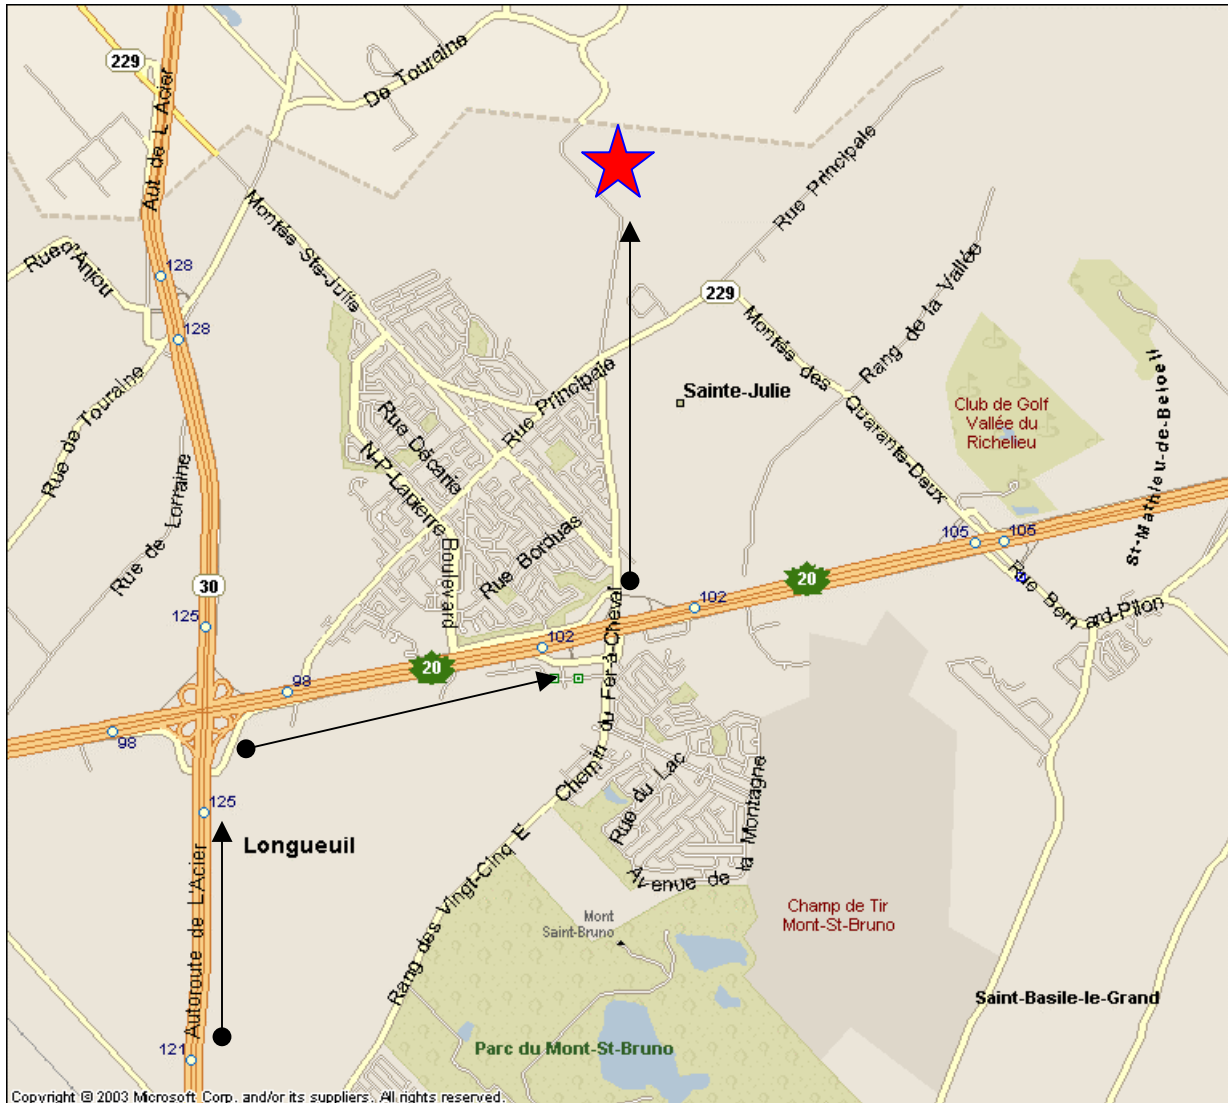 229
Aut de L Acier
De Touraine
Rue Principale
Rue d'Anjou
Montée Ste-Julie
128
128
229
Rang de la Vallée
Montée des Quarante-Deux
St-Mathieu-de-Beloeil
Rue de Touraine
Rue Principale
Sainte-Julie
Club de Golf
Vallée du
Richelieu
Rue Décarie
N-P-Lapierre
Boulevard
Rue de Lorraine
Rue Borduas
105
105
30
20
Rue Bernard-Pilon
125
102
102
20
98
98
Chemin du Fer-à-Cheval
125
Rue du Lac
Avenue de la Montagne
Longueuil
Autoroute de L'Acier
Rang des Vingt-Cinq E
Mont
Saint-Bruno
Champ de Tir
Mont-St-Bruno
Saint-Basile-le-Grand
121
Parc du Mont-St-Bruno
Copyright © 2003 Microsoft Corp. and/or its suppliers. All rights reserved.